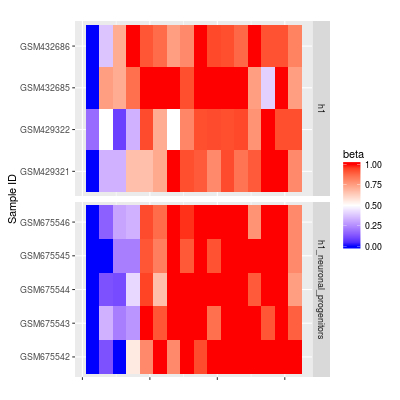 Sample ID
GSM432686
GSM432685
GSM429322
GSM429321
h1
GSM675546
GSM675545
GSM675544
GSM675543
GSM675542
h1_neuronal_progenitors
beta
1.00
0.75
0.50
0.25
0.00